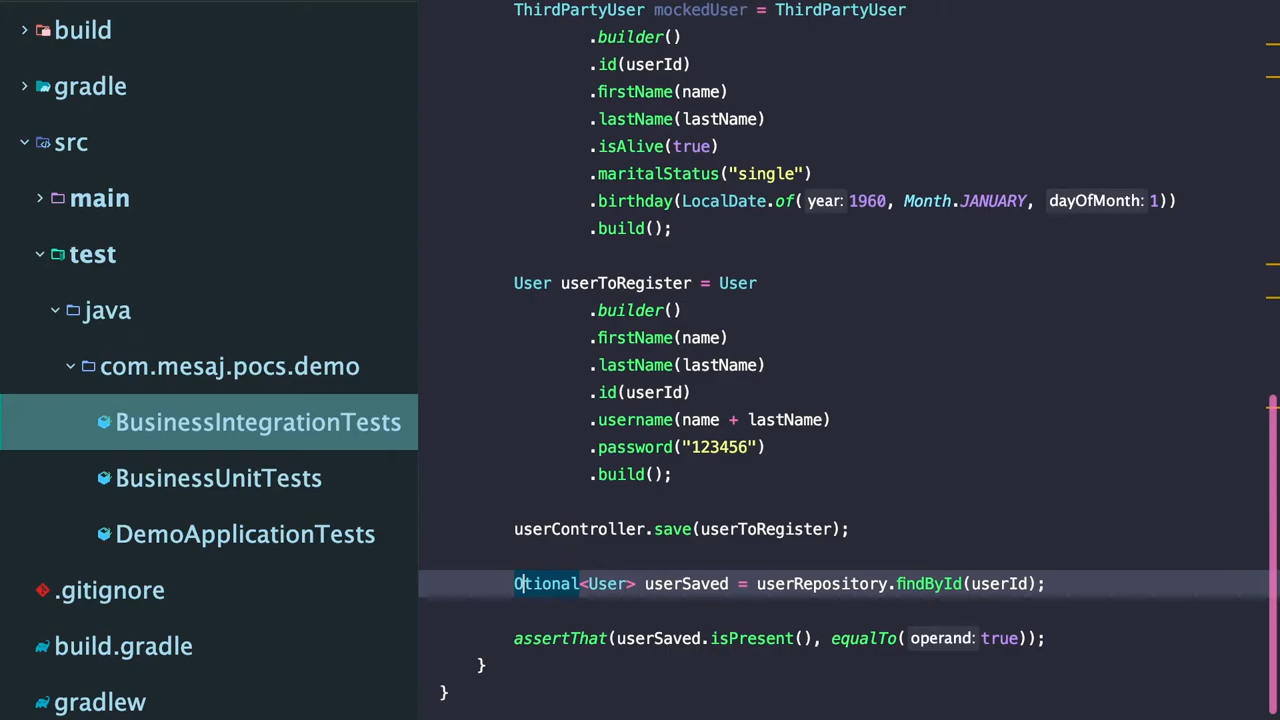 build
gradle
src
main
test
java
com.mesaj.pocs.demo
BusinessIntegrationTests
BusinessUnitTests
DemoApplicationTests
.gitignore
build.gradle
gradlew
ThirdPartyUser mockedUser = ThirdPartyUser
.builder()
.id(userId)
.firstName(name)
.lastName(lastName)
.isAlive(true)
.maritalStatus("single")
.birthday(LocalDate.of( year: 1960, Month.JANUARY, dayOfMonth: 1))
.build();
User userToRegister = User
.builder()
.firstName(name)
.lastName(lastName)
.id(userId)
.username(name + lastName)
.password("123456")
.build();
userController.save(userToRegister);
Otional<User> userSaved = userRepository.findById(userId);
assertThat(userSaved.isPresent(), equalTo( operand: true));
}
}